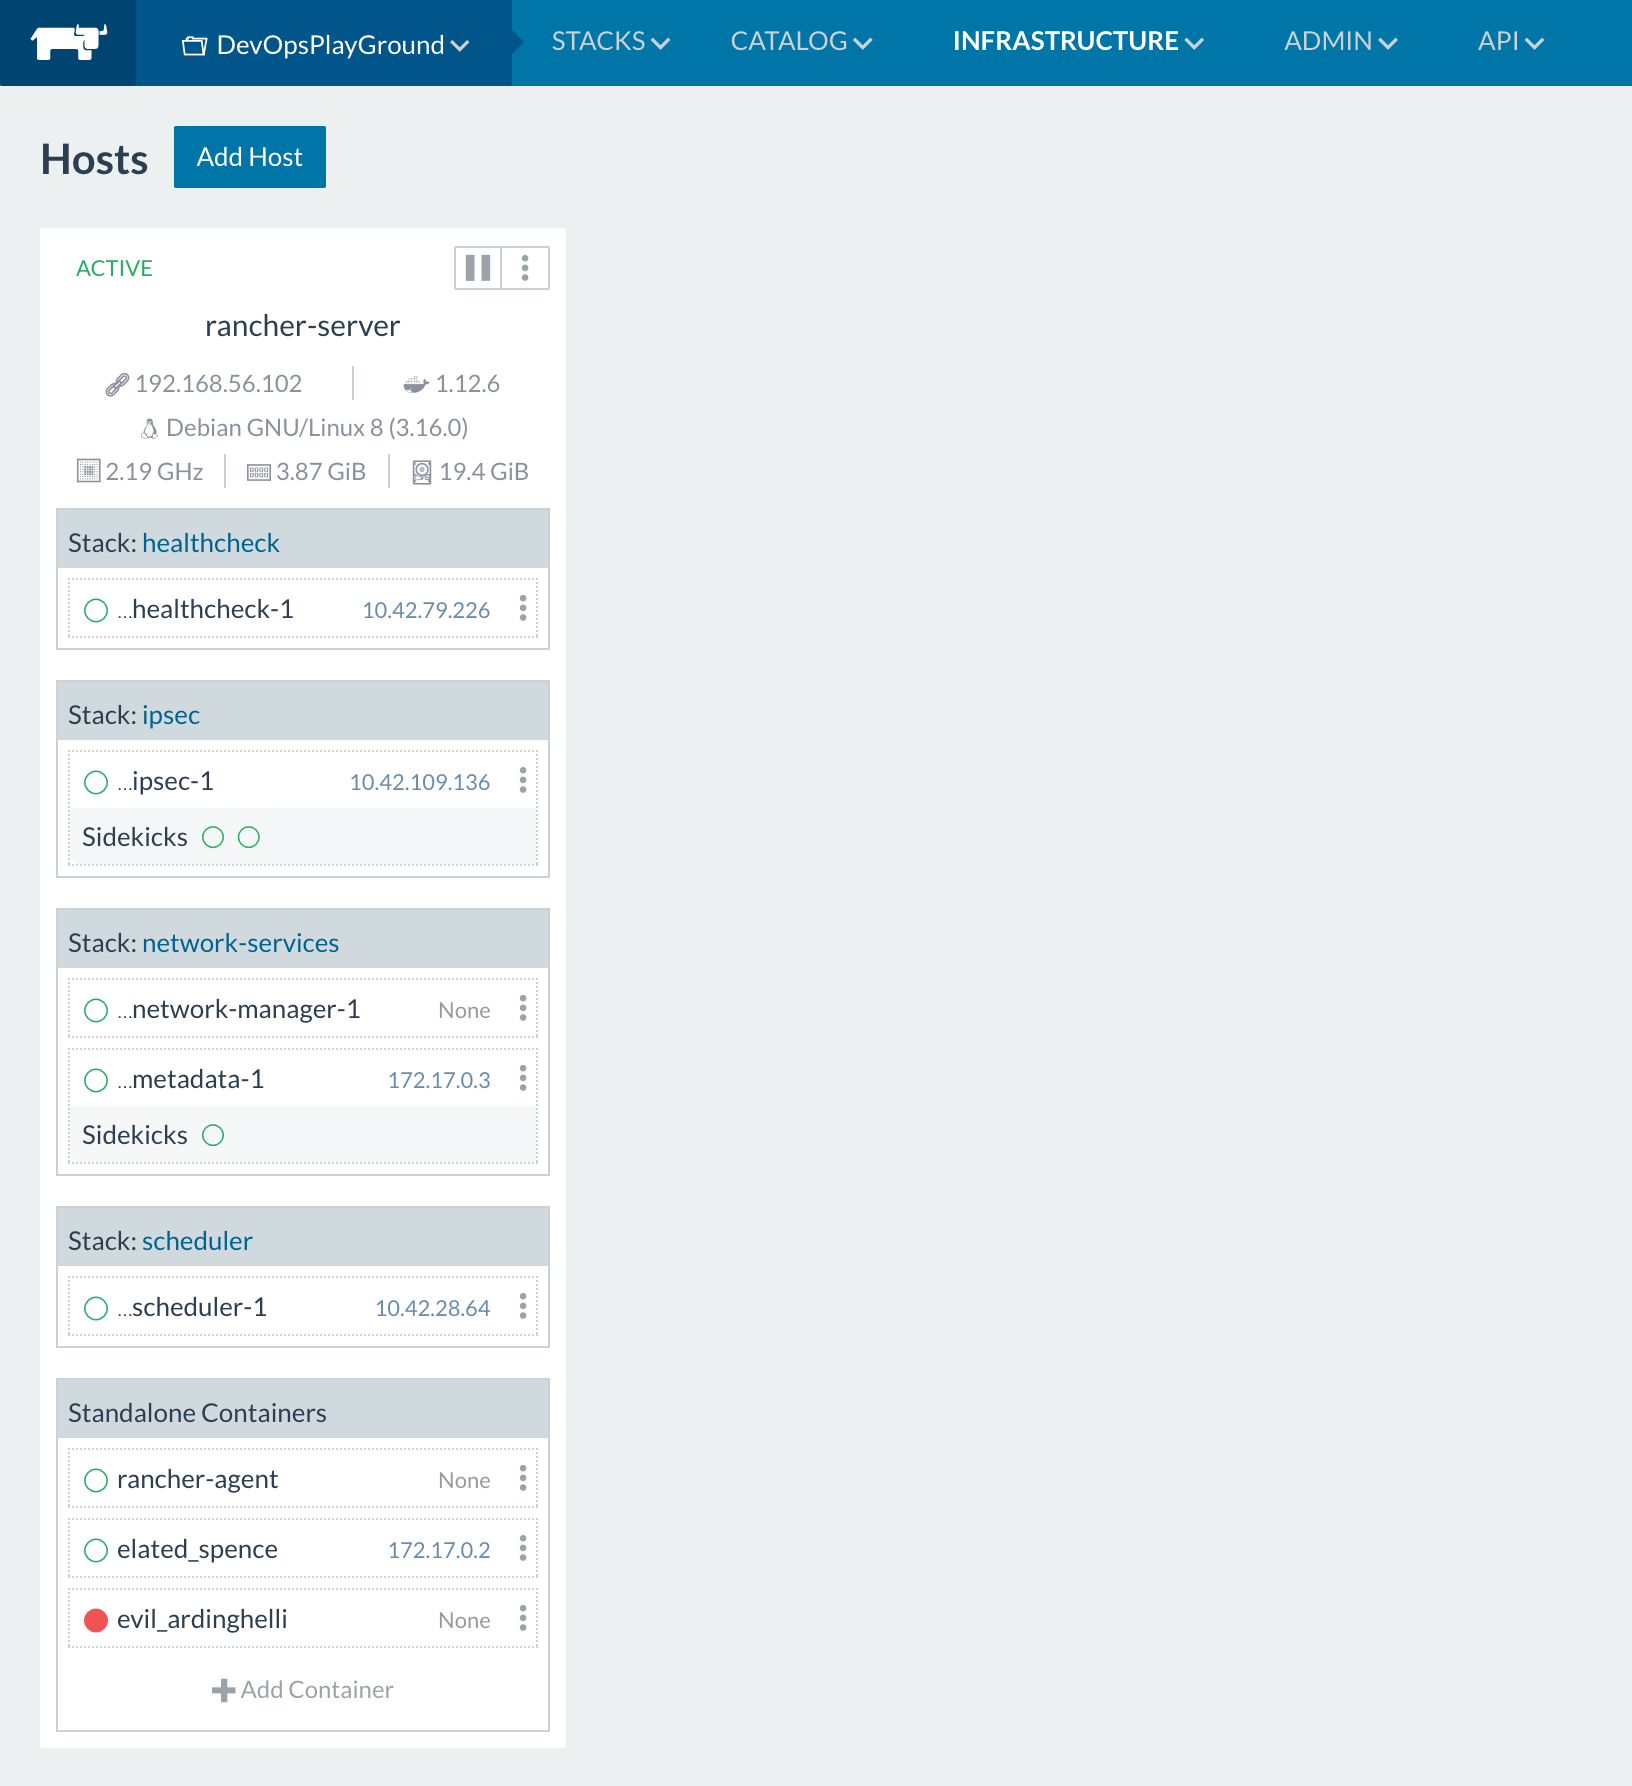 DevOpsPlayGround STACKS CATALOG INFRASTRUCTURE ADMIN API
Hosts Add Host
ACTIVE
rancher-server
192.168.56.102 1.12.6
Debian GNU/Linux 8 (3.16.0)
2.19 GHz 3.87 GiB 19.4 GiB
Stack: healthcheck
...healthcheck-1 10.42.79.226
Stack: ipsec
...ipsec-1 10.42.109.136
Sidekicks
Stack: network-services
...network-manager-1 None
...metadata-1 172.17.0.3
Sidekicks
Stack: scheduler
...scheduler-1 10.42.28.64
Standalone Containers
rancher-agent None
elated_spence 172.17.0.2
evil_ardinghelli None
Add Container